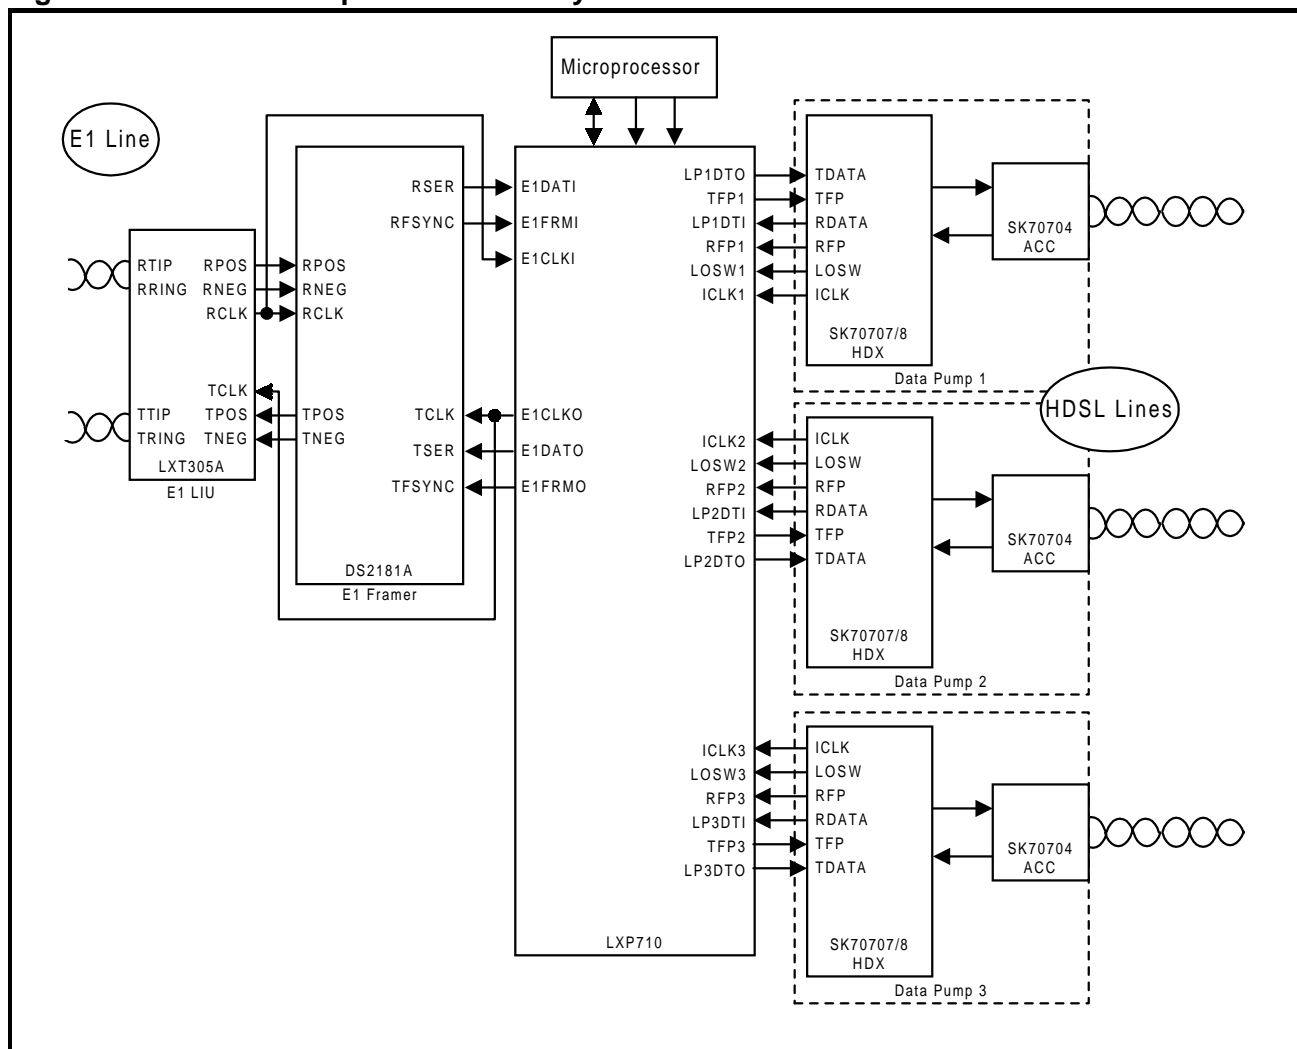 Microprocessor
E1 Line
RTIP
RRING
RPOS
RNEG
RCLK
TCLK
TTIP
TRING
TPOS
TNEG
LXT305A
E1 LIU
RSER
RFSYNC
RPOS
RNEG
RCLK
TPOS
TNEG
TCLK
TSER
TFSYNC
DS2181A
E1 Framer
E1DATI
E1FRMI
E1CLKI
E1CLKO
E1DATO
E1FRMO
LP1DTO
TFP1
LP1DTI
RFP1
LOSW1
ICLK1
ICLK2
LOSW2
RFP2
LP2DTI
TFP2
LP2DTO
ICLK3
LOSW3
RFP3
LP3DTI
TFP3
LP3DTO
LXP710
TDATA
TFP
RDATA
RFP
LOSW
ICLK
SK70707/8
HDX
SK70704
ACC
Data Pump 1
HDSL Lines
ICLK
LOSW
RFP
RDATA
TFP
TDATA
SK70707/8
HDX
SK70704
ACC
Data Pump 2
ICLK
LOSW
RFP
RDATA
TFP
TDATA
SK70707/8
HDX
SK70704
ACC
Data Pump 3